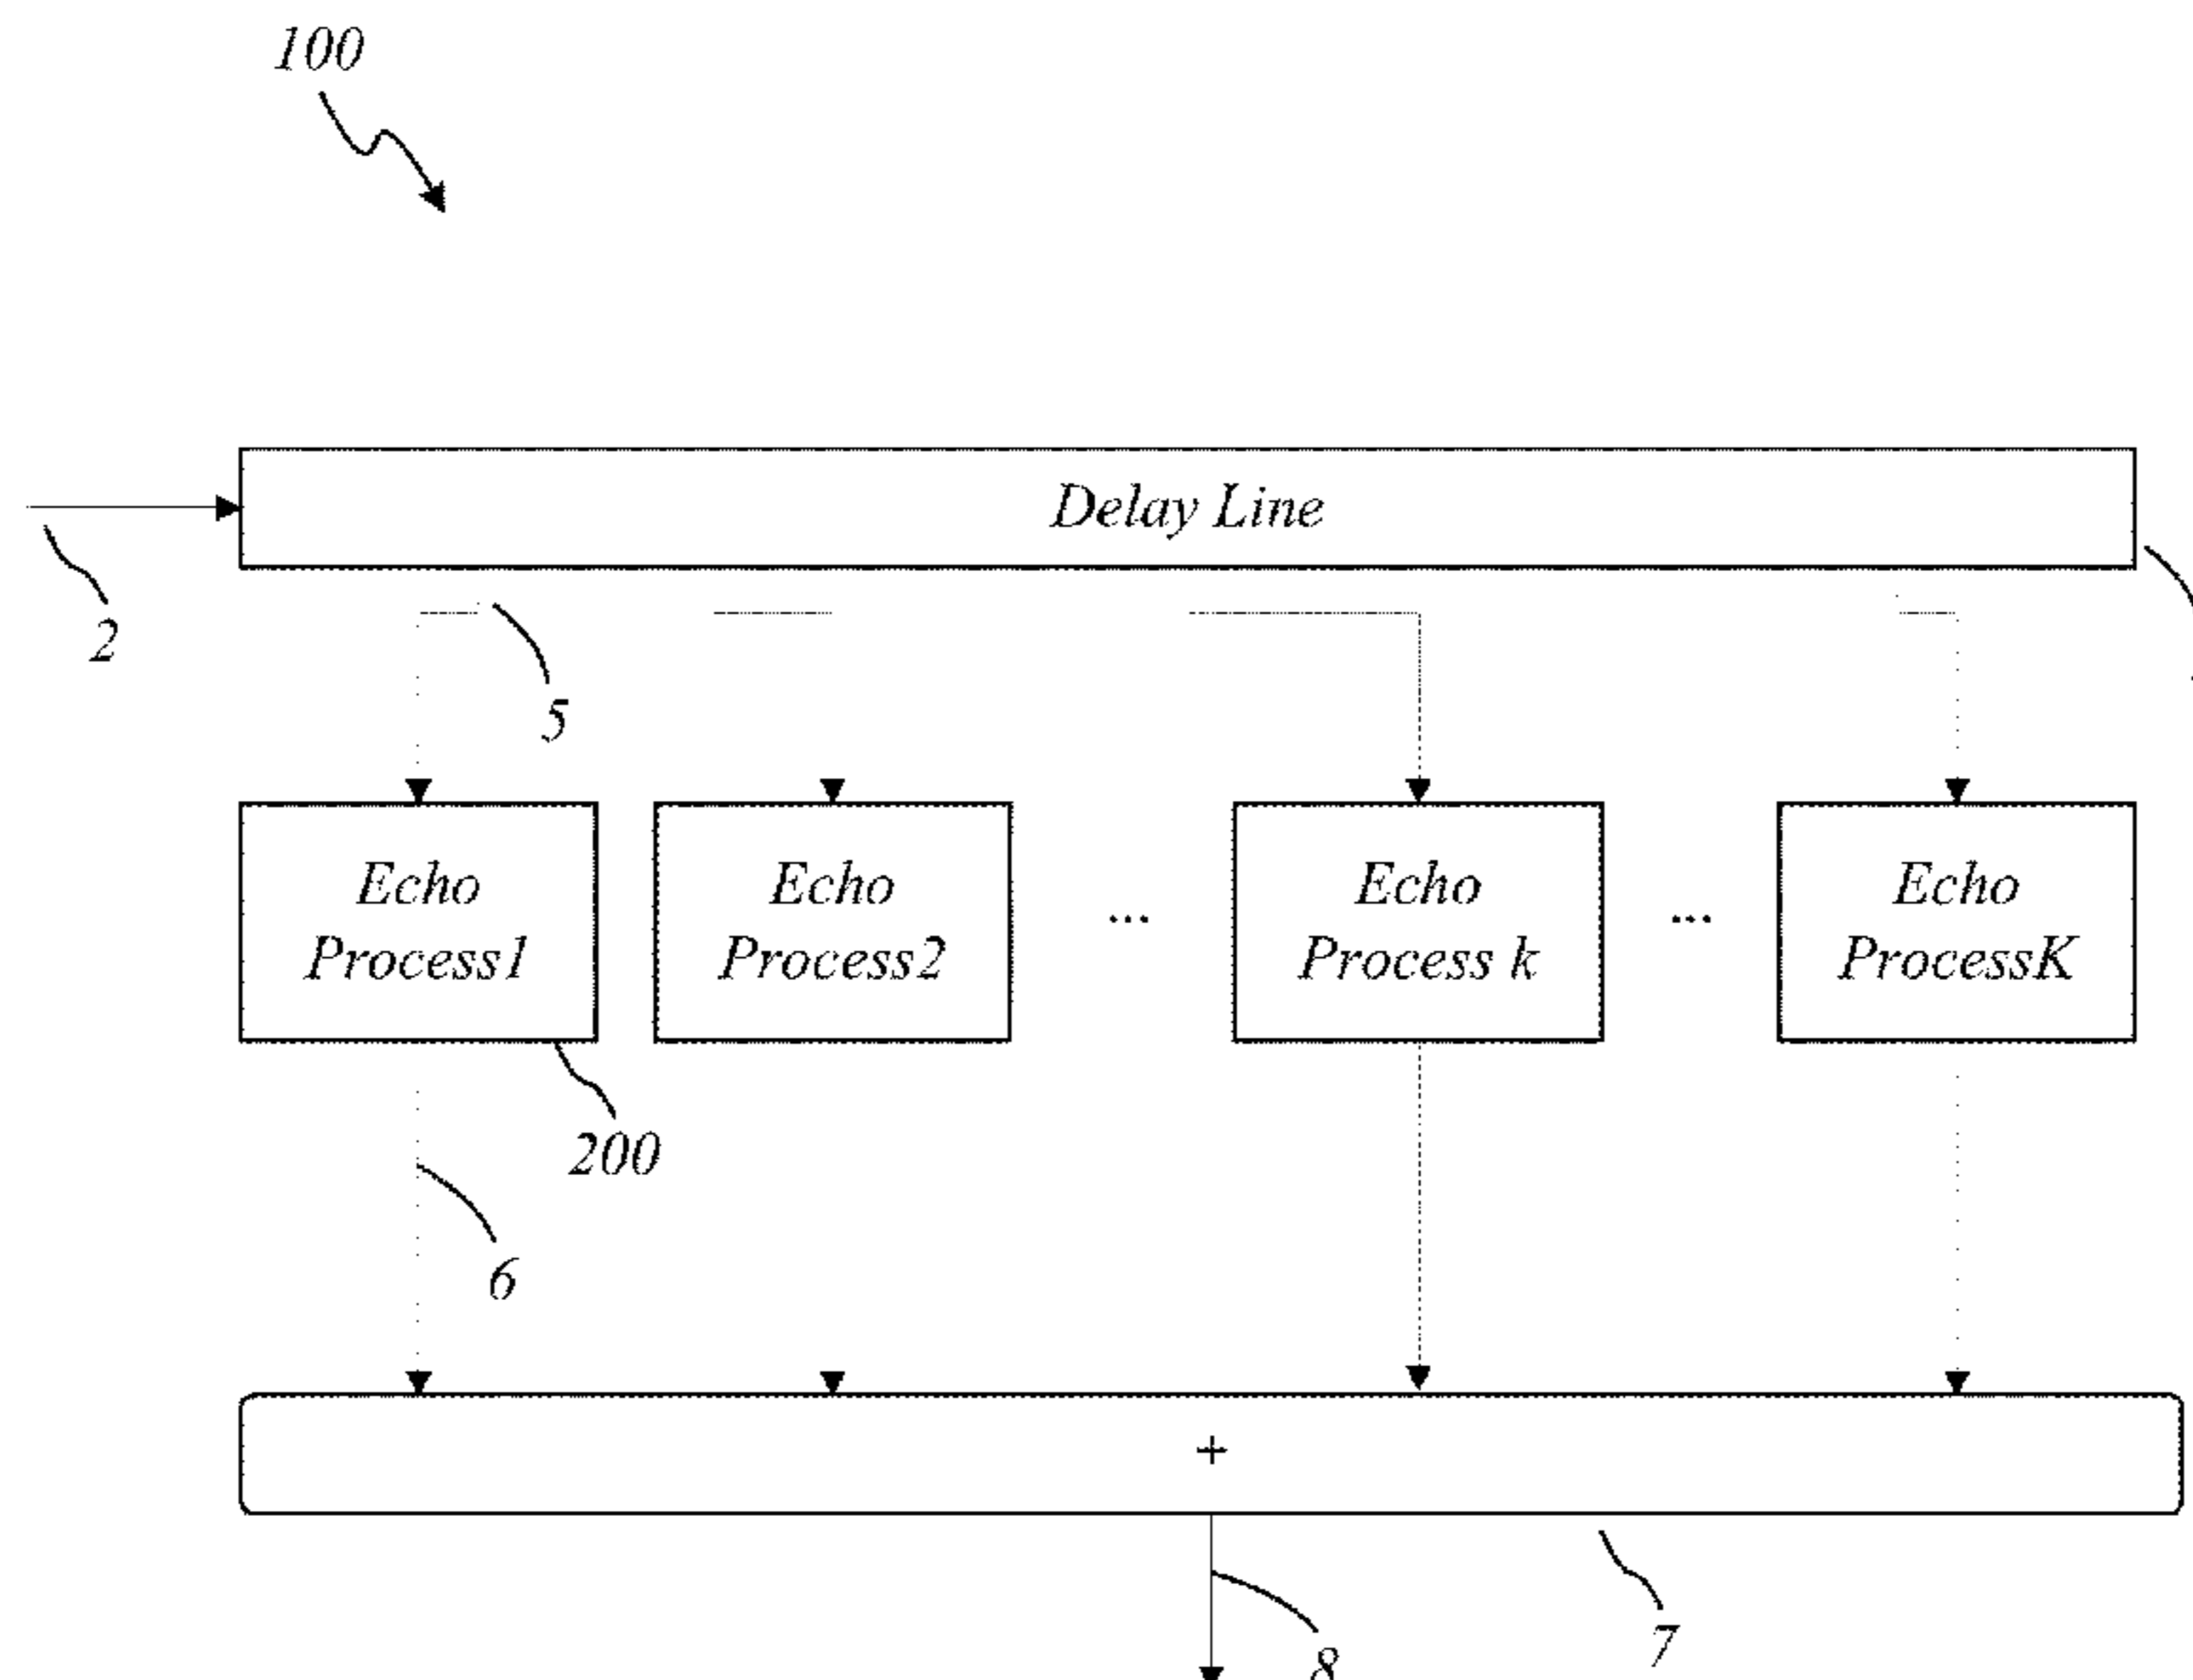 100
Delay Line
2
5
Echo
Process1
Echo
Process2
...
Echo
Process k
...
Echo
ProcessK
200
6
+
7
8